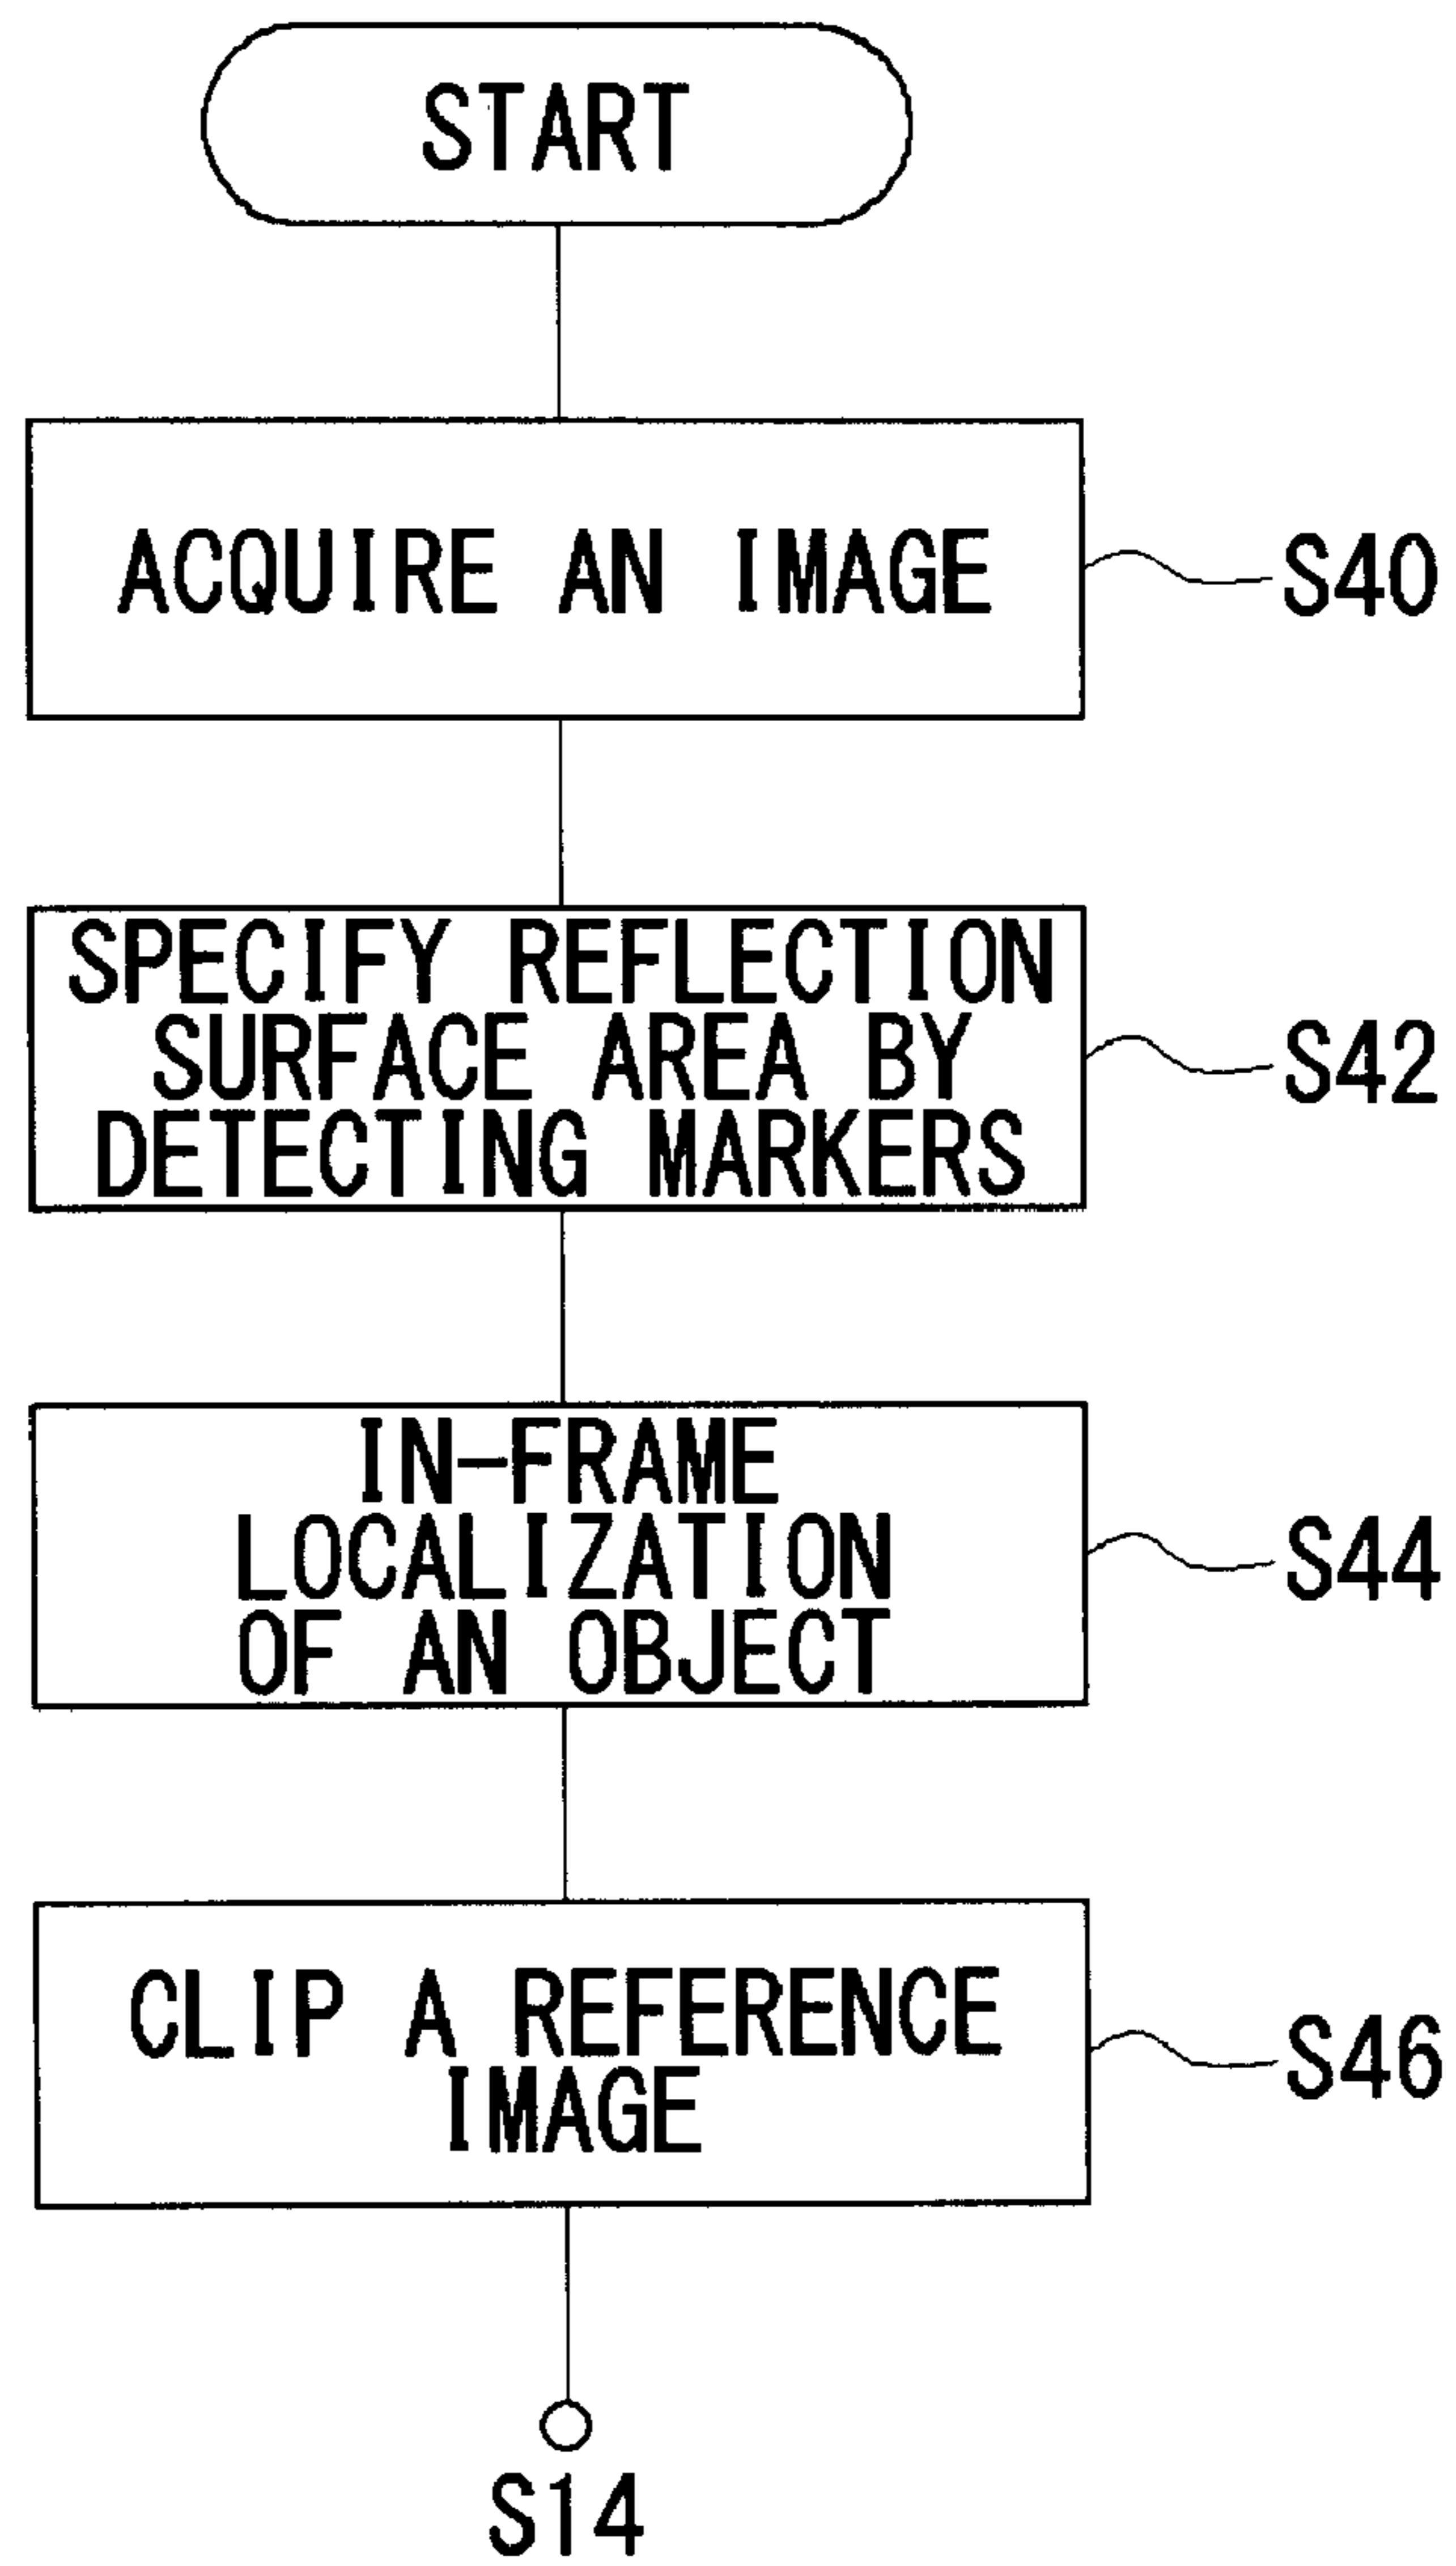 START
ACQUIRE AN IMAGE
S40
SPECIFY REFLECTION
SURFACE AREA BY
DETECTING MARKERS
S42
IN-FRAME
LOCALIZATION
OF AN OBJECT
S44
CLIP A REFERENCE
IMAGE
S46
S14